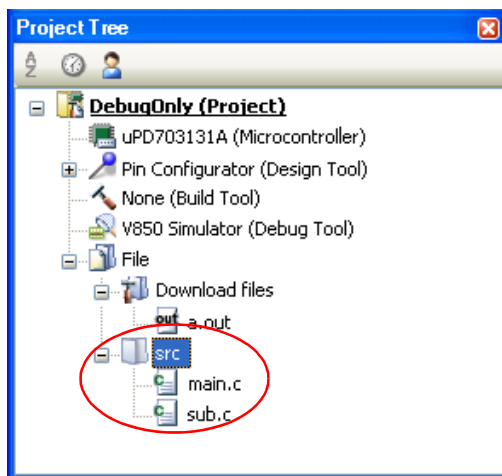 Project Tree
DebugOnly (Project)
uPD703131A (Microcontroller)
Pin Configurator (Design Tool)
None (Build Tool)
V850 Simulator (Debug Tool)
File
Download files
out a.out
src
C main.c
C sub.c